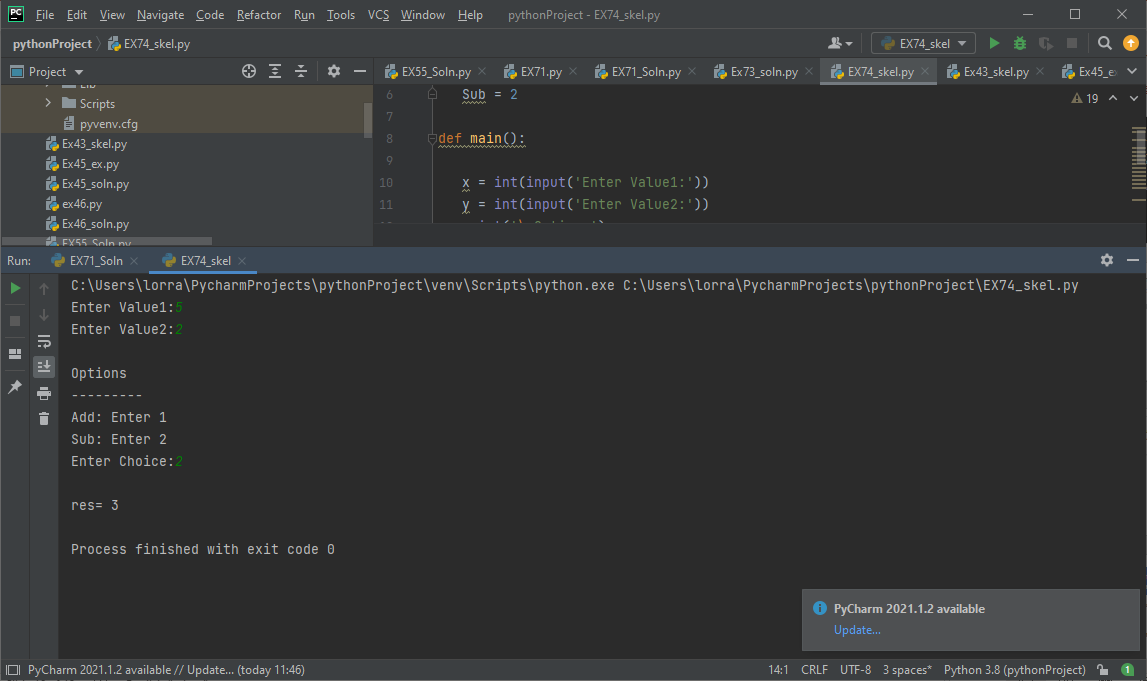 PC File Edit View Navigate Code Refactor Run Tools VCS Window Help pythonProject - EX74_skel.py
pythonProject EX74_skel.py EX74_skel
Project EX55_Soln.py EX71.py EX71_Soln.py Ex73_soln.py EX74_skel.py Ex43_skel.py Ex45_e
Lib
Scripts
pyvenv.cfg
Ex43_skel.py
Ex45_ex.py
Ex45_soln.py
ex46.py
Ex46_soln.py
EX55_Soln.py
6 Sub = 2
19
7
8 def main():
9
10 x = int(input('Enter Value1:'))
11 y = int(input('Enter Value2:'))
Run: EX71_Soln EX74_skel
C:\Users\lorra\PycharmProjects\pythonProject\venv\Scripts\python.exe C:\Users\lorra\PycharmProjects\pythonProject\EX74_skel.py
Enter Value1:5
Enter Value2:2
Options
---------
Add: Enter 1
Sub: Enter 2
Enter Choice:2
res= 3
Process finished with exit code 0
PyCharm 2021.1.2 available
Update...
PyCharm 2021.1.2 available // Update... (today 11:46) 14:1 CRLF UTF-8 3 spaces* Python 3.8 (pythonProject) 1